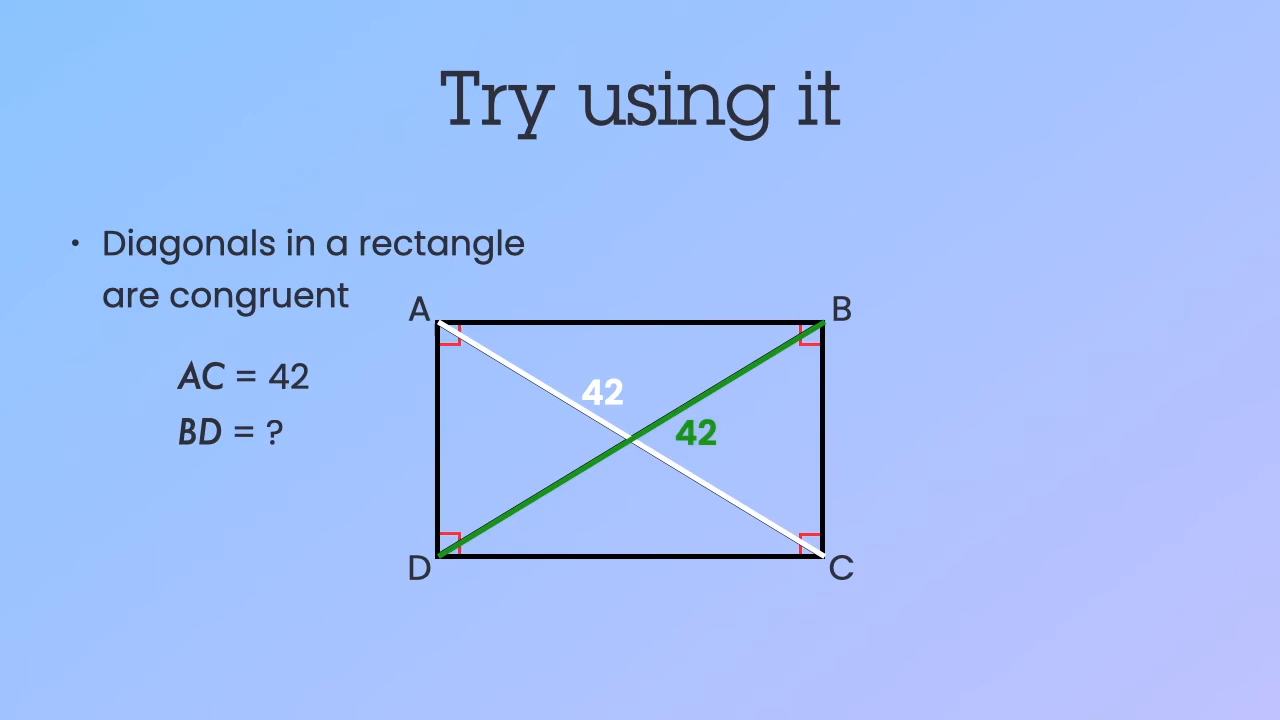 Try using it
• Diagonals in a rectangle
are congruent
AC = 42
BD = ?
A
B
42
42
D
C